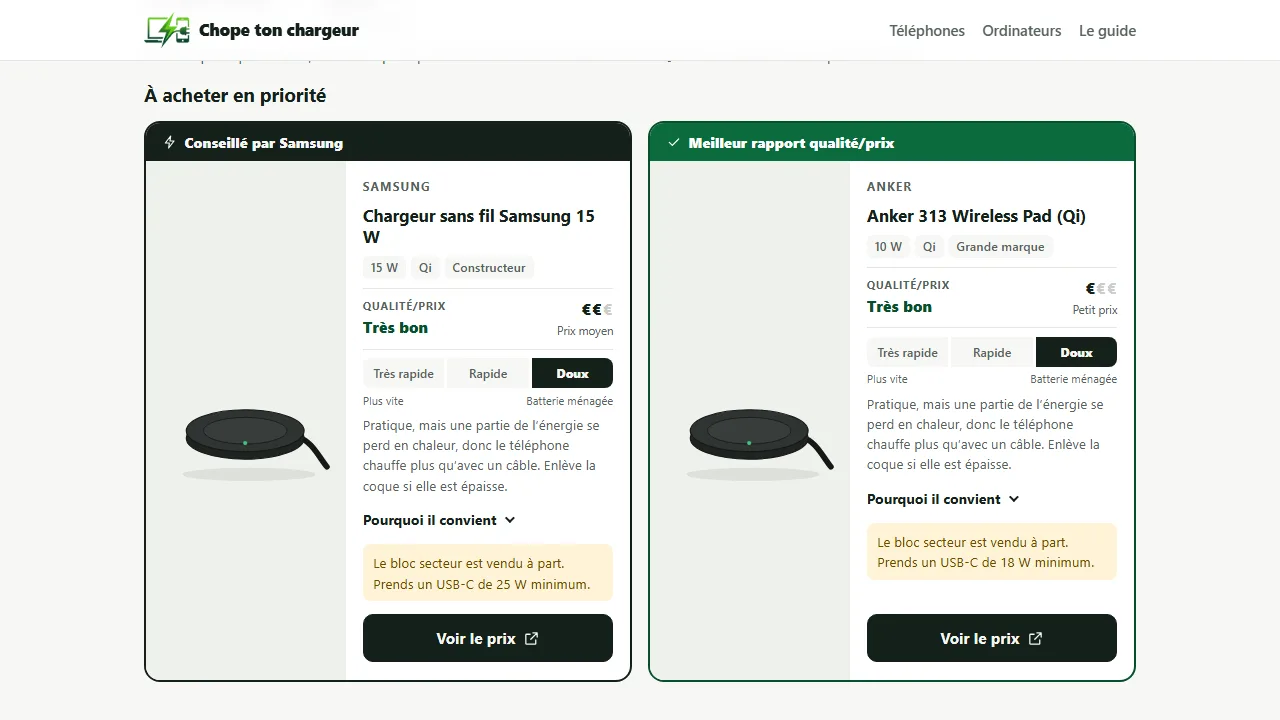 Chope ton chargeur
Téléphones
Ordinateurs
Le guide
À acheter en priorité
Conseillé par Samsung
SAMSUNG
Chargeur sans fil Samsung 15
W
15 W
Qi
Constructeur
QUALITÉ/PRIX
€€€
Très bon
Prix moyen
Très rapide
Rapide
Doux
Plus vite
Batterie ménagée
Pratique, mais une partie de l’énergie se
perd en chaleur, donc le téléphone
chauffe plus qu’avec un câble. Enlève la
coque si elle est épaisse.
Pourquoi il convient
Le bloc secteur est vendu à part.
Prends un USB-C de 25 W minimum.
Voir le prix
Meilleur rapport qualité/prix
ANKER
Anker 313 Wireless Pad (Qi)
10 W
Qi
Grande marque
QUALITÉ/PRIX
€€€
Très bon
Petit prix
Très rapide
Rapide
Doux
Plus vite
Batterie ménagée
Pratique, mais une partie de l’énergie se
perd en chaleur, donc le téléphone
chauffe plus qu’avec un câble. Enlève la
coque si elle est épaisse.
Pourquoi il convient
Le bloc secteur est vendu à part.
Prends un USB-C de 18 W minimum.
Voir le prix